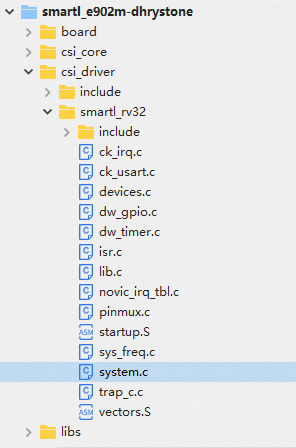 smartl_e902m-dhrystone
board
csi_core
csi_driver
include
smartl_rv32
include
ck_irq.c
ck_usart.c
devices.c
dw_gpio.c
dw_timer.c
isr.c
lib.c
novic_irq_tbl.c
pinmux.c
ASM startup.S
sys_freq.c
system.c
trap_c.c
ASM vectors.S
libs